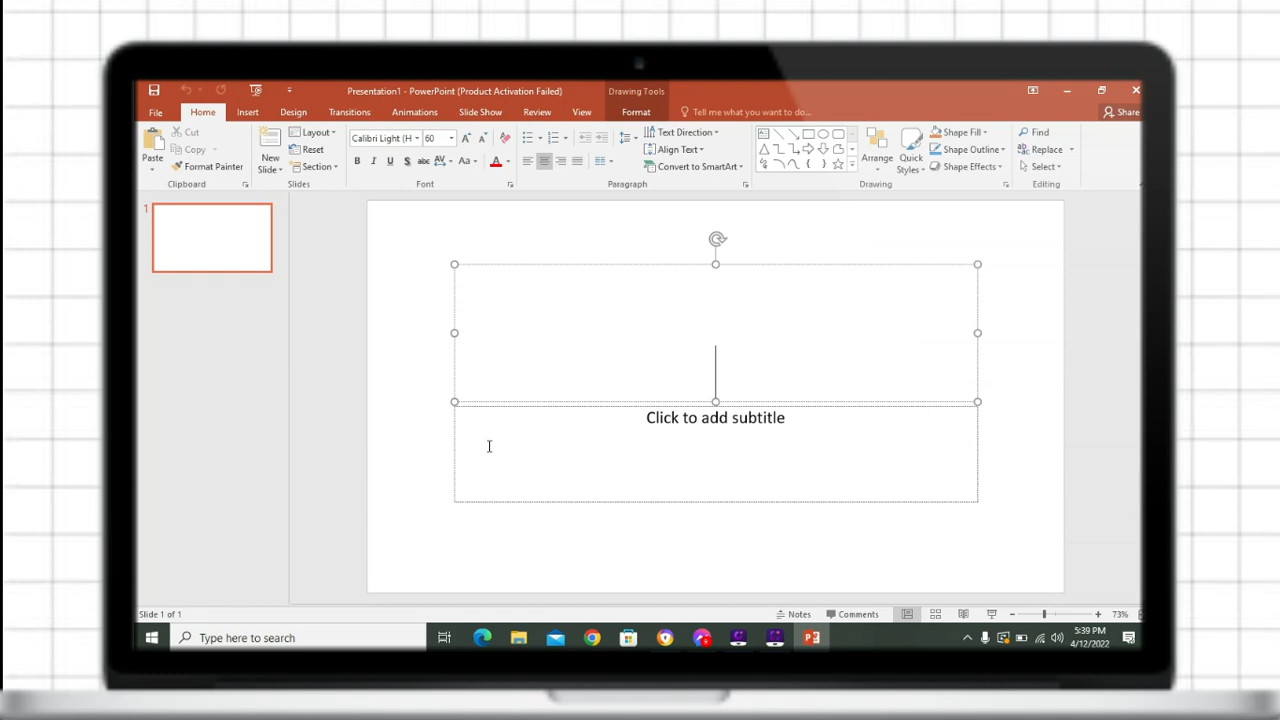 Presentation1 - PowerPoint (Product Activation Failed)
Drawing Tools
File
Home
Insert
Design
Transitions
Animations
Slide Show
Review
View
Format
Tell me what you want to do...
Share
Paste
Cut
Copy
Format Painter
Clipboard
New
Slide
Layout
Reset
Section
Slides
Calibri Light (H
60
B I U S abc AV Aa A
Font
Text Direction
Align Text
Convert to SmartArt
Paragraph
Arrange
Quick
Styles
Shape Fill
Shape Outline
Shape Effects
Drawing
Find
Replace
Select
Editing
1
Click to add subtitle
Slide 1 of 1
Notes
Comments
73%
Type here to search
5:39 PM
4/12/2022